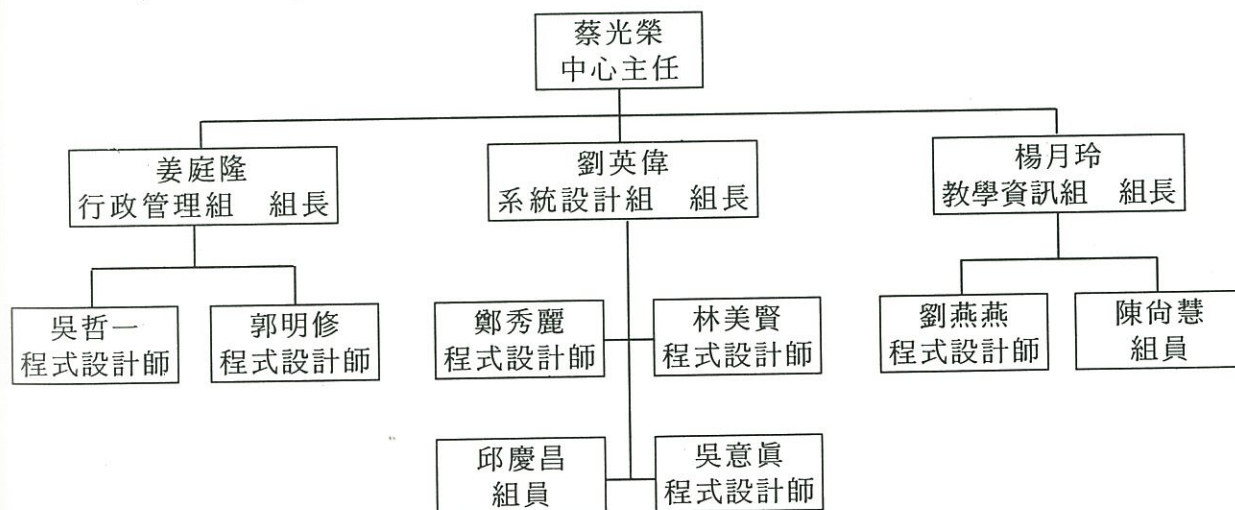 蔡光榮
中心主任
姜庭隆
行政管理組　組長
劉英偉
系統設計組　組長
楊月玲
教學資訊組　組長
吳哲一
程式設計師
郭明修
程式設計師
鄭秀麗
程式設計師
林美賢
程式設計師
劉燕燕
程式設計師
陳尙慧
組員
邱慶昌
組員
吳意眞
程式設計師